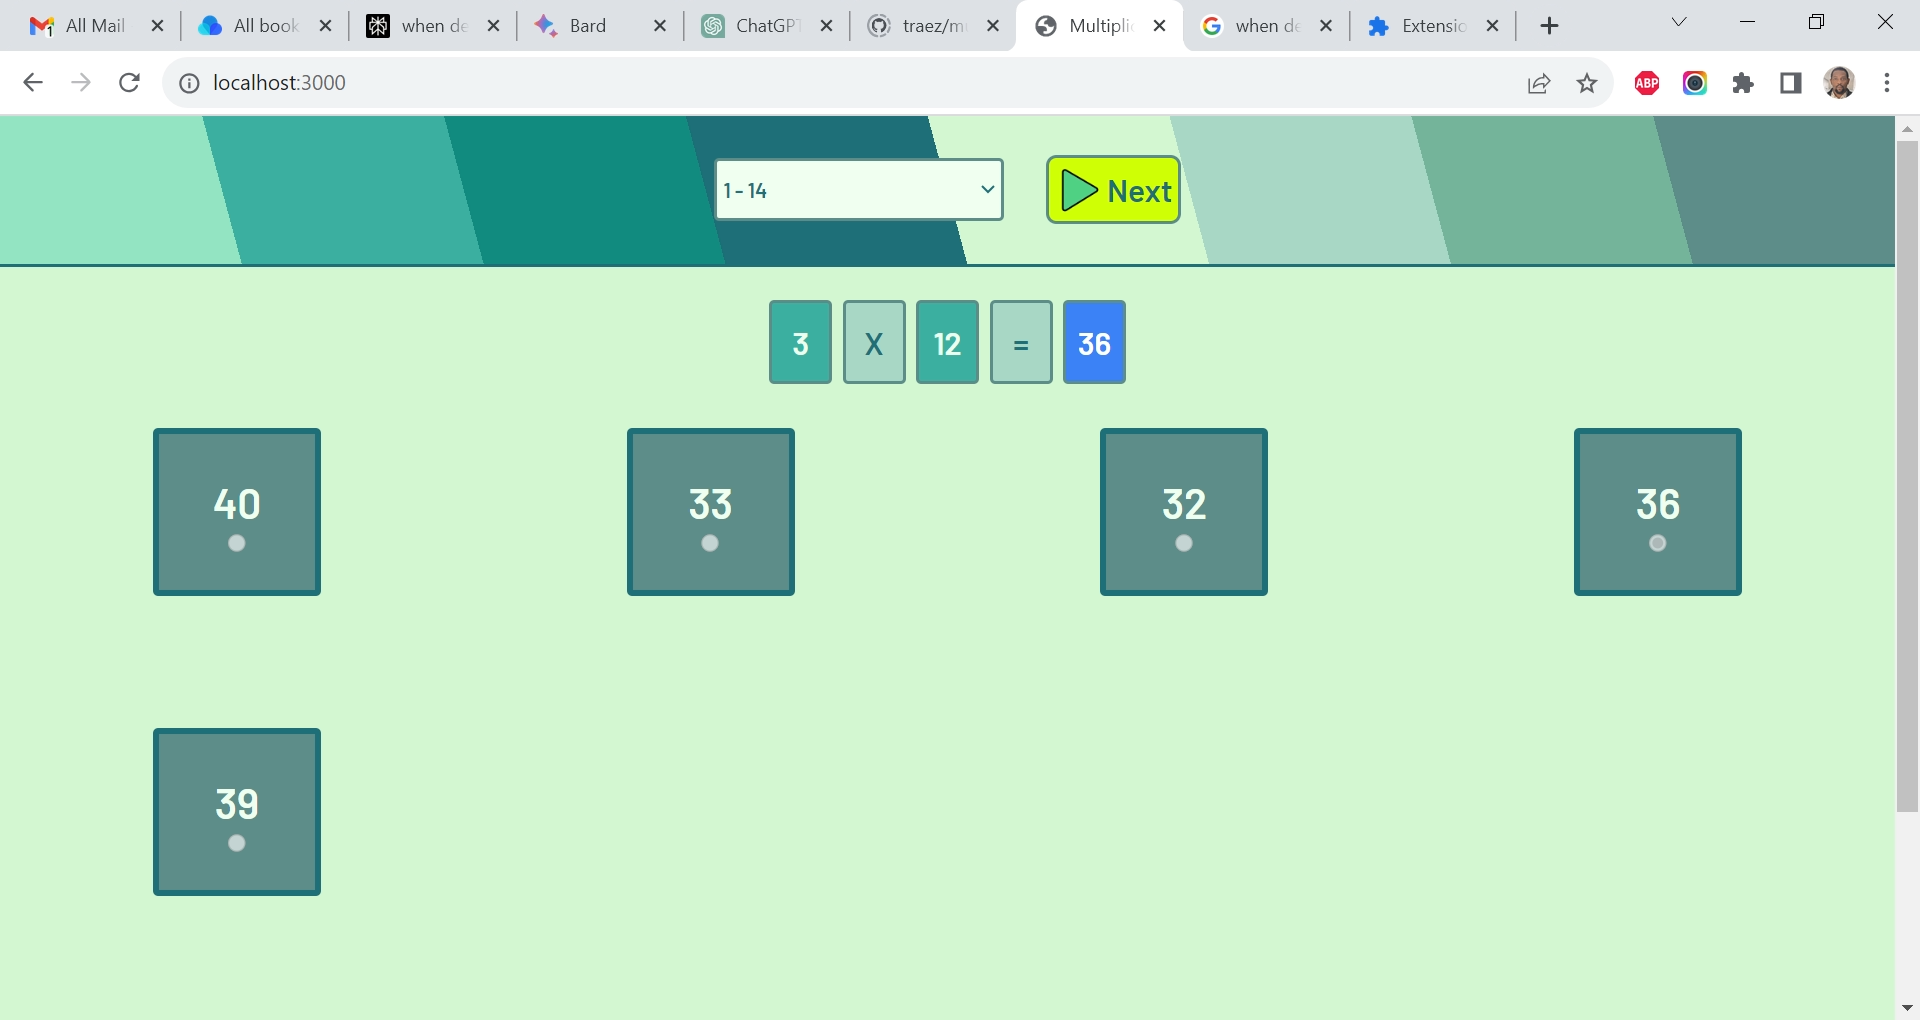 All Mail
All book
when de
Bard
ChatGPT
traez/m
Multiplic
when de
Extensio
localhost:3000
ABP
1 - 14
Next
3 X 12 = 36
40
33
32
36
39